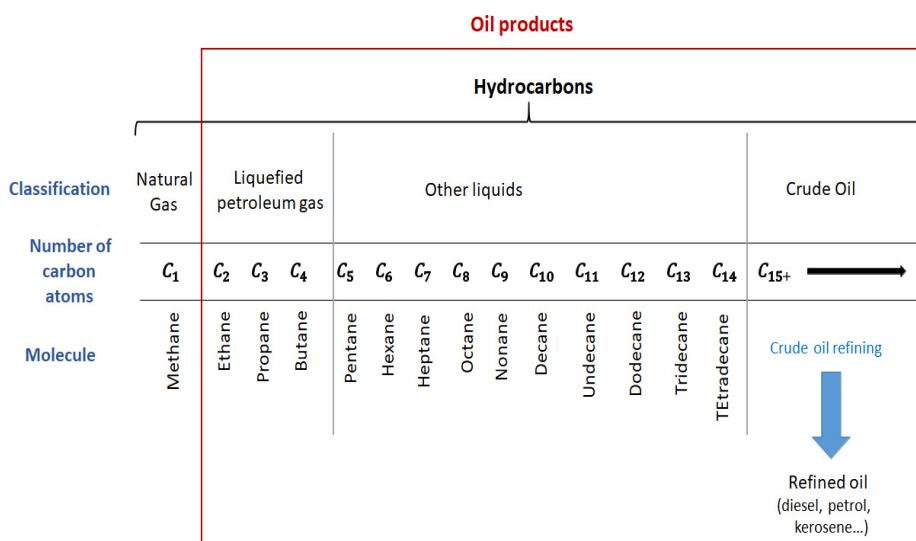 Oil products
Hydrocarbons
Classification
Natural
Gas
Liquefied
petroleum gas
Other liquids
Crude Oil
Number of
carbon
atoms
C₁ C₂ C₃ C₄ C₅ C₆ C₇ C₈ C₉ C₁₀ C₁₁ C₁₂ C₁₃ C₁₄ C₁₅₊
Molecule
Methane
Ethane
Propane
Butane
Pentane
Hexane
Heptane
Octane
Nonane
Decane
Undecane
Dodecane
Tridecane
TEtradecane
Crude oil refining
Refined oil
(diesel, petrol,
kerosene...)